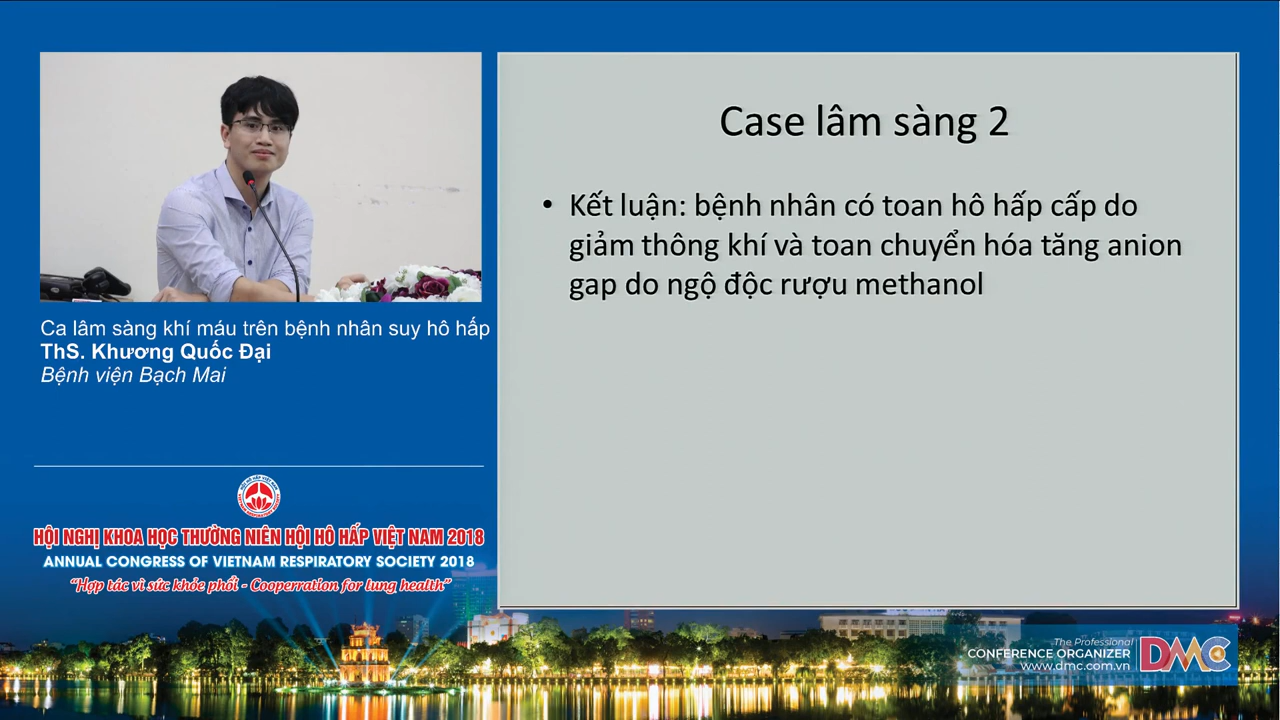 Case lâm sàng 2
• Kết luận: bệnh nhân có toan hô hấp cấp do
giảm thông khí và toan chuyển hóa tăng anion
gap do ngộ độc rượu methanol
Ca lâm sàng khí máu trên bệnh nhân suy hô hấp
ThS. Khương Quốc Đại
Bệnh viện Bạch Mai
HỘI NGHỊ KHOA HỌC THƯỜNG NIÊN HỘI HÔ HẤP VIỆT NAM 2018
ANNUAL CONGRESS OF VIETNAM RESPIRATORY SOCIETY 2018
"Hợp tác vì sức khỏe phổi - Cooperration for lung health"
The Professional
CONFERENCE ORGANIZER
www.dmc.com.vn
DMC